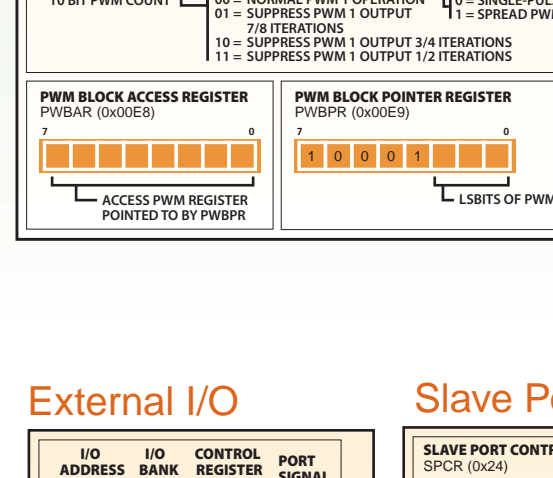 10 BIT PWM COUNT
00 = NORMAL PWM 1 OPERATION
01 = SUPPRESS PWM 1 OUTPUT
7/8 ITERATIONS
10 = SUPPRESS PWM 1 OUTPUT 3/4 ITERATIONS
11 = SUPPRESS PWM 1 OUTPUT 1/2 ITERATIONS
0 = SINGLE-PUL
1 = SPREAD PW
PWM BLOCK ACCESS REGISTER
PWBAR (0x00E8)
7 0
ACCESS PWM REGISTER
POINTED TO BY PWBPR
PWM BLOCK POINTER REGISTER
PWBPR (0x00E9)
7 0
1 0 0 0 1
LSBITS OF PWM
External I/O
I/O I/O CONTROL PORT
ADDRESS BANK REGISTER SIGNAL
Slave Po
SLAVE PORT CONTR
SPCR (0x24)